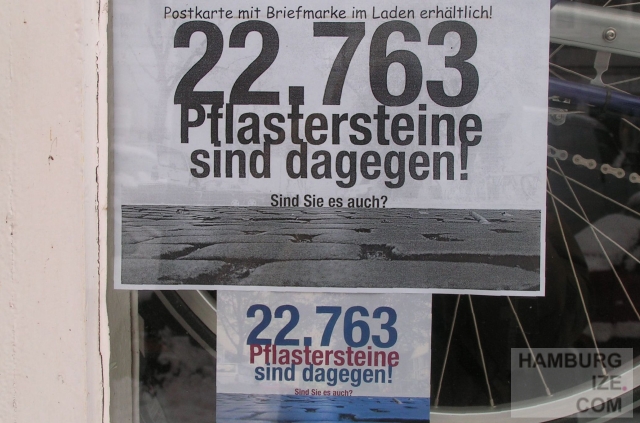 Postkarte mit Briefmarke im Laden erhältlich!
22.763
Pflastersteine
sind dagegen!
Sind Sie es auch?
22.763
Pflastersteine
sind dagegen!
Sind Sie es auch?
HAMBURG
IZE.
COM